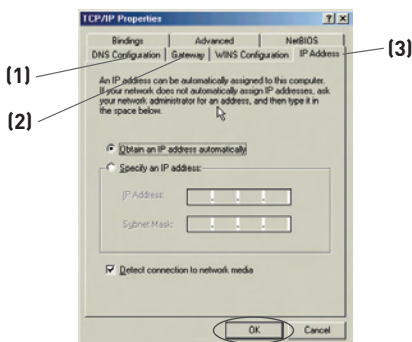 TCP/IP Properties
Bindings Advanced NetBIOS
DNS Configuration Gateway WINS Configuration IP Address
(1)
(2)
(3)
An IP address can be automatically assigned to this computer.
If your network does not automatically assign IP addresses, ask
your network administrator for an address, and then type it in
the space below.
Obtain an IP address automatically
Specify an IP address:
IP Address:
Subnet Mask:
Detect connection to network media
OK Cancel